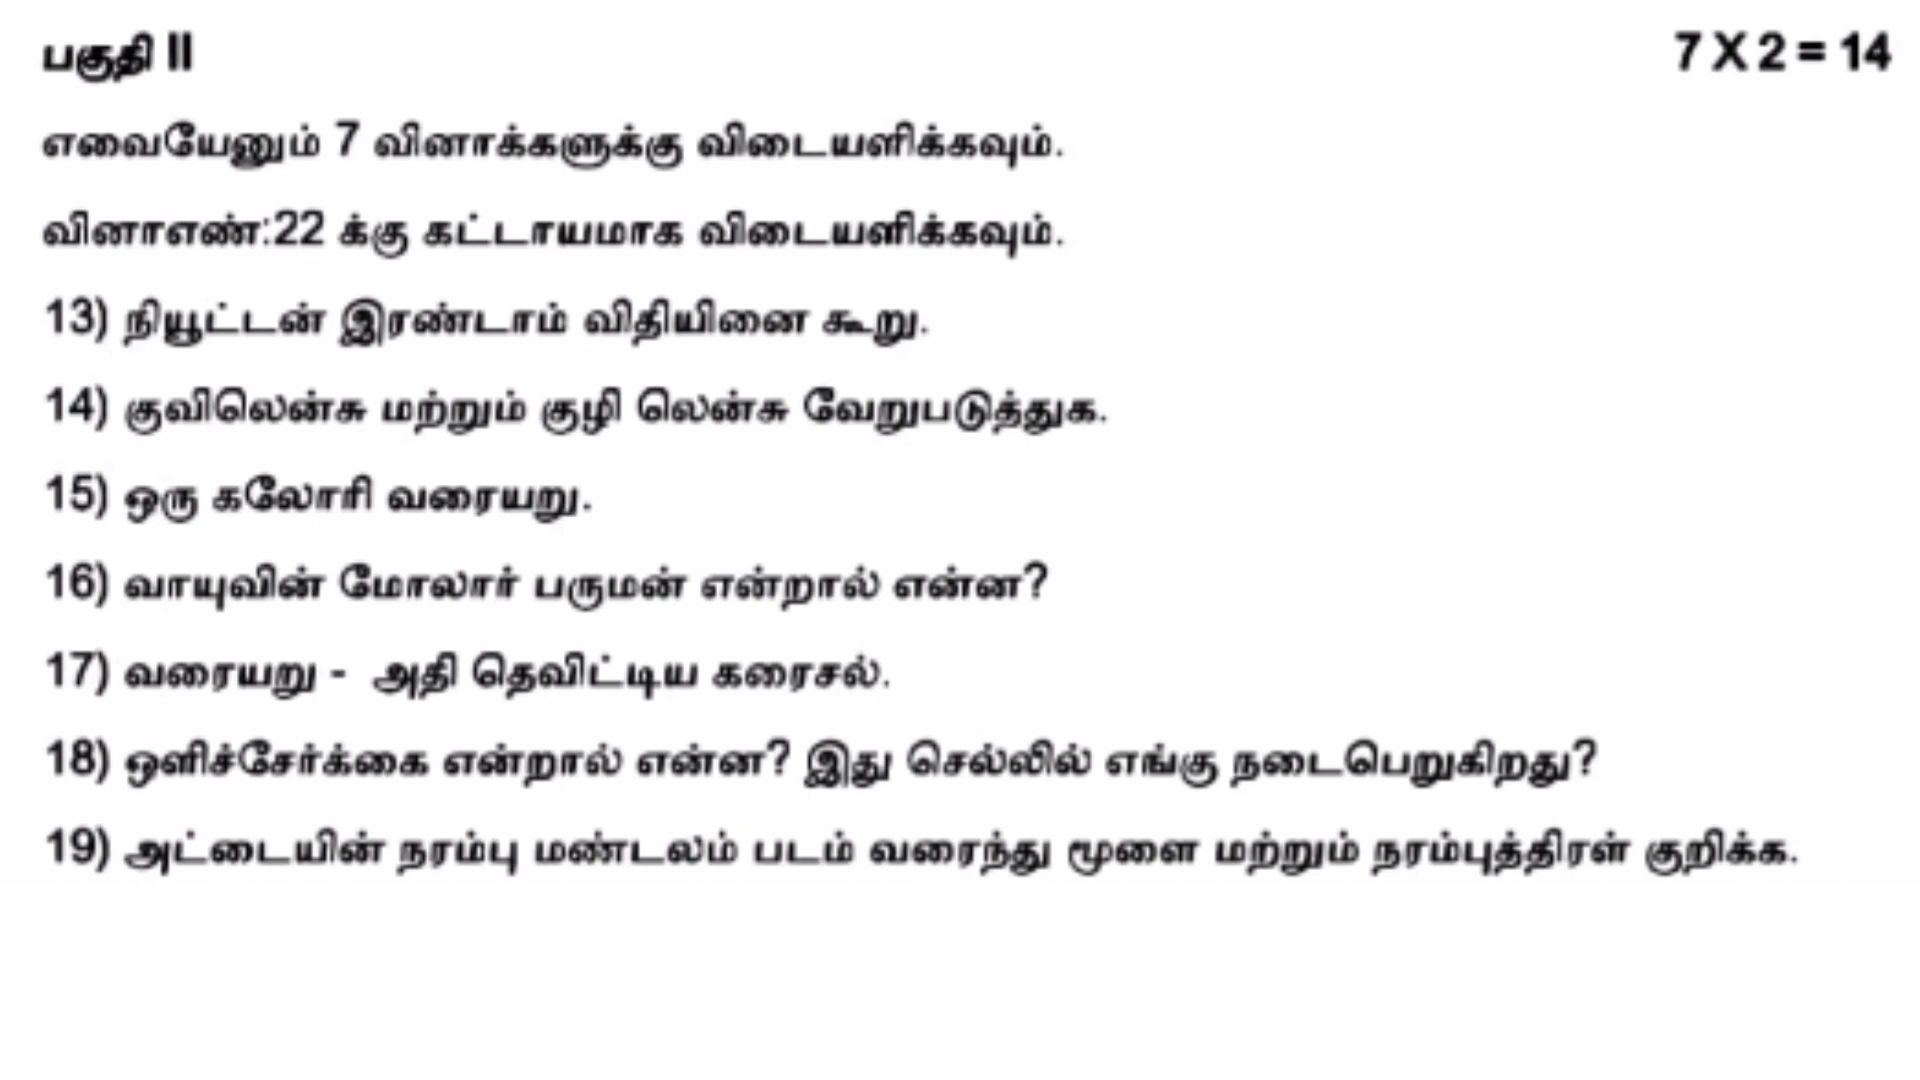 பகுதி II 7 X 2 = 14
எவையேனும் 7 வினாக்களுக்கு விடையளிக்கவும்.
வினாஎண்:22 க்கு கட்டாயமாக விடையளிக்கவும்.
13) நியூட்டன் இரண்டாம் விதியினை கூறு.
14) குவிலென்சு மற்றும் குழி லென்சு வேறுபடுத்துக.
15) ஒரு கலோரி வரையறு.
16) வாயுவின் மோலார் பருமன் என்றால் என்ன?
17) வரையறு - அதி தெவிட்டிய கரைசல்.
18) ஒளிச்சேர்க்கை என்றால் என்ன? இது செல்லில் எங்கு நடைபெறுகிறது?
19) அட்டையின் நரம்பு மண்டலம் படம் வரைந்து மூளை மற்றும் நரம்புத்திரள் குறிக்க.